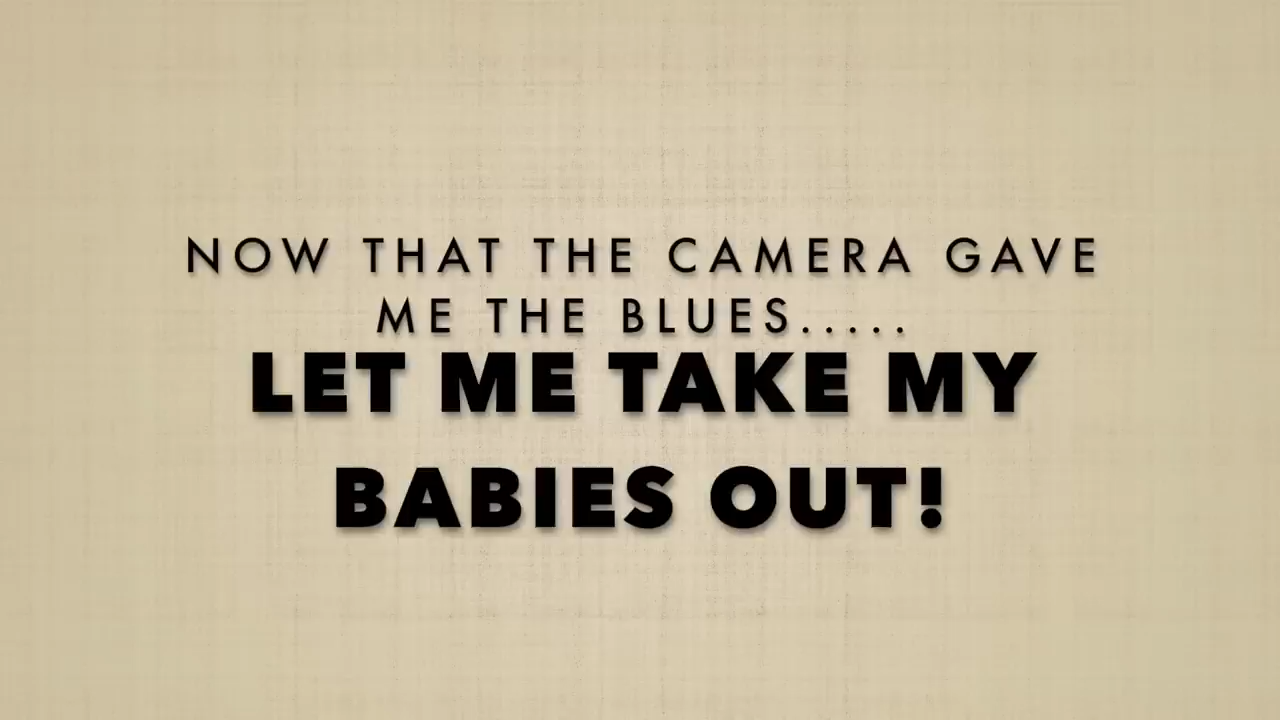 NOW THAT THE CAMERA GAVE
ME THE BLUES.....
LET ME TAKE MY
BABIES OUT!